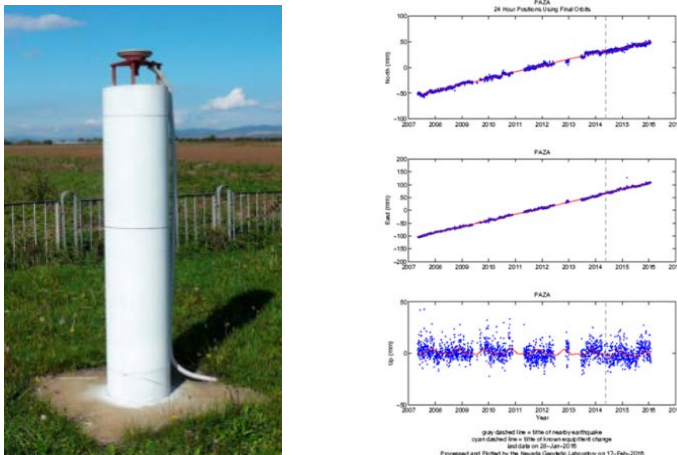 PAZA
24 Hour Positions Using Final Orbits
100
50
0
−50
−100
North (mm)
2007 2008 2009 2010 2011 2012 2013 2014 2015 2016 2017
PAZA
200
150
100
50
0
−50
−100
−150
−200
East (mm)
2007 2008 2009 2010 2011 2012 2013 2014 2015 2016 2017
PAZA
50
0
−50
Up (mm)
2007 2008 2009 2010 2011 2012 2013 2014 2015 2016 2017
Year
gray dashed line = time of nearby earthquake
cyan dashed line = time of known equipment change
last data on 28−Jan−2016
Processed and Plotted by the Nevada Geodetic Laboratory on 17−Feb−2016